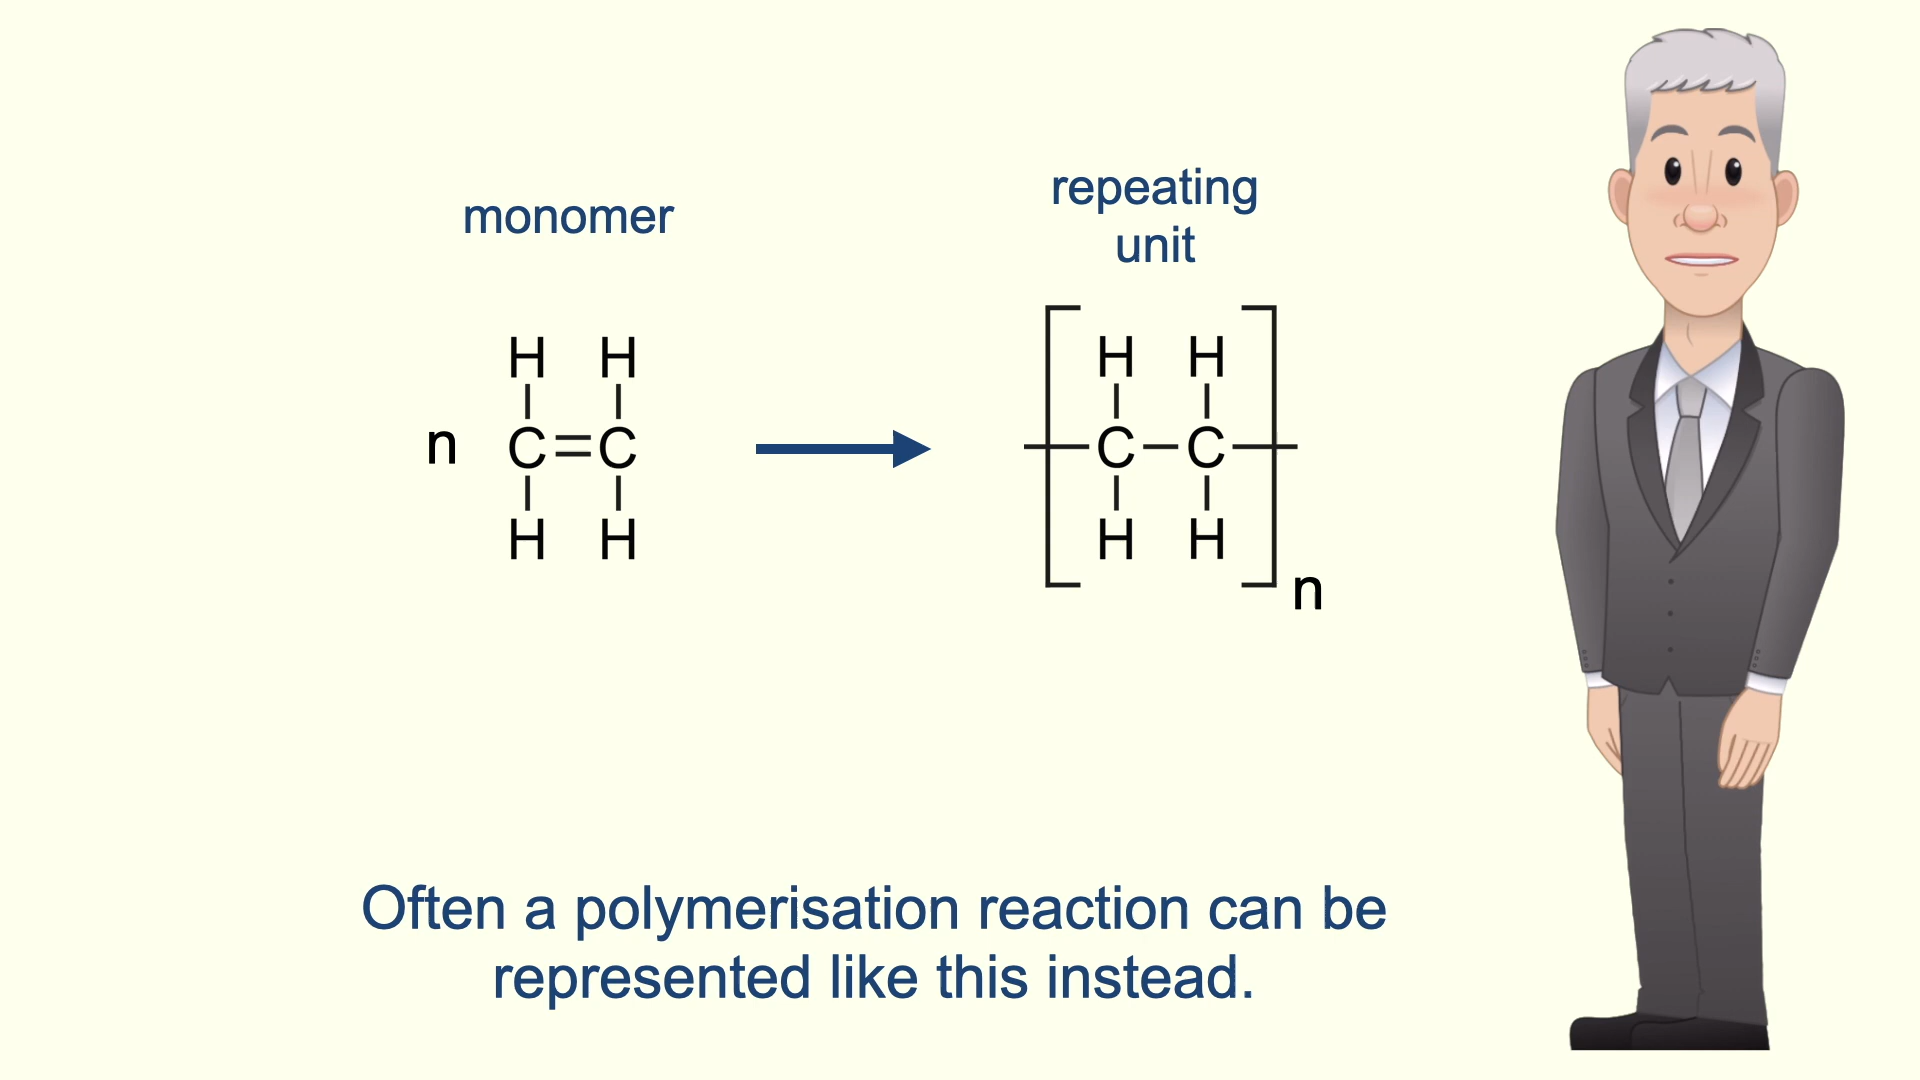 monomer
repeating
unit
H H
n C=C
H H
H H
C-C
H H
n
Often a polymerisation reaction can be
represented like this instead.